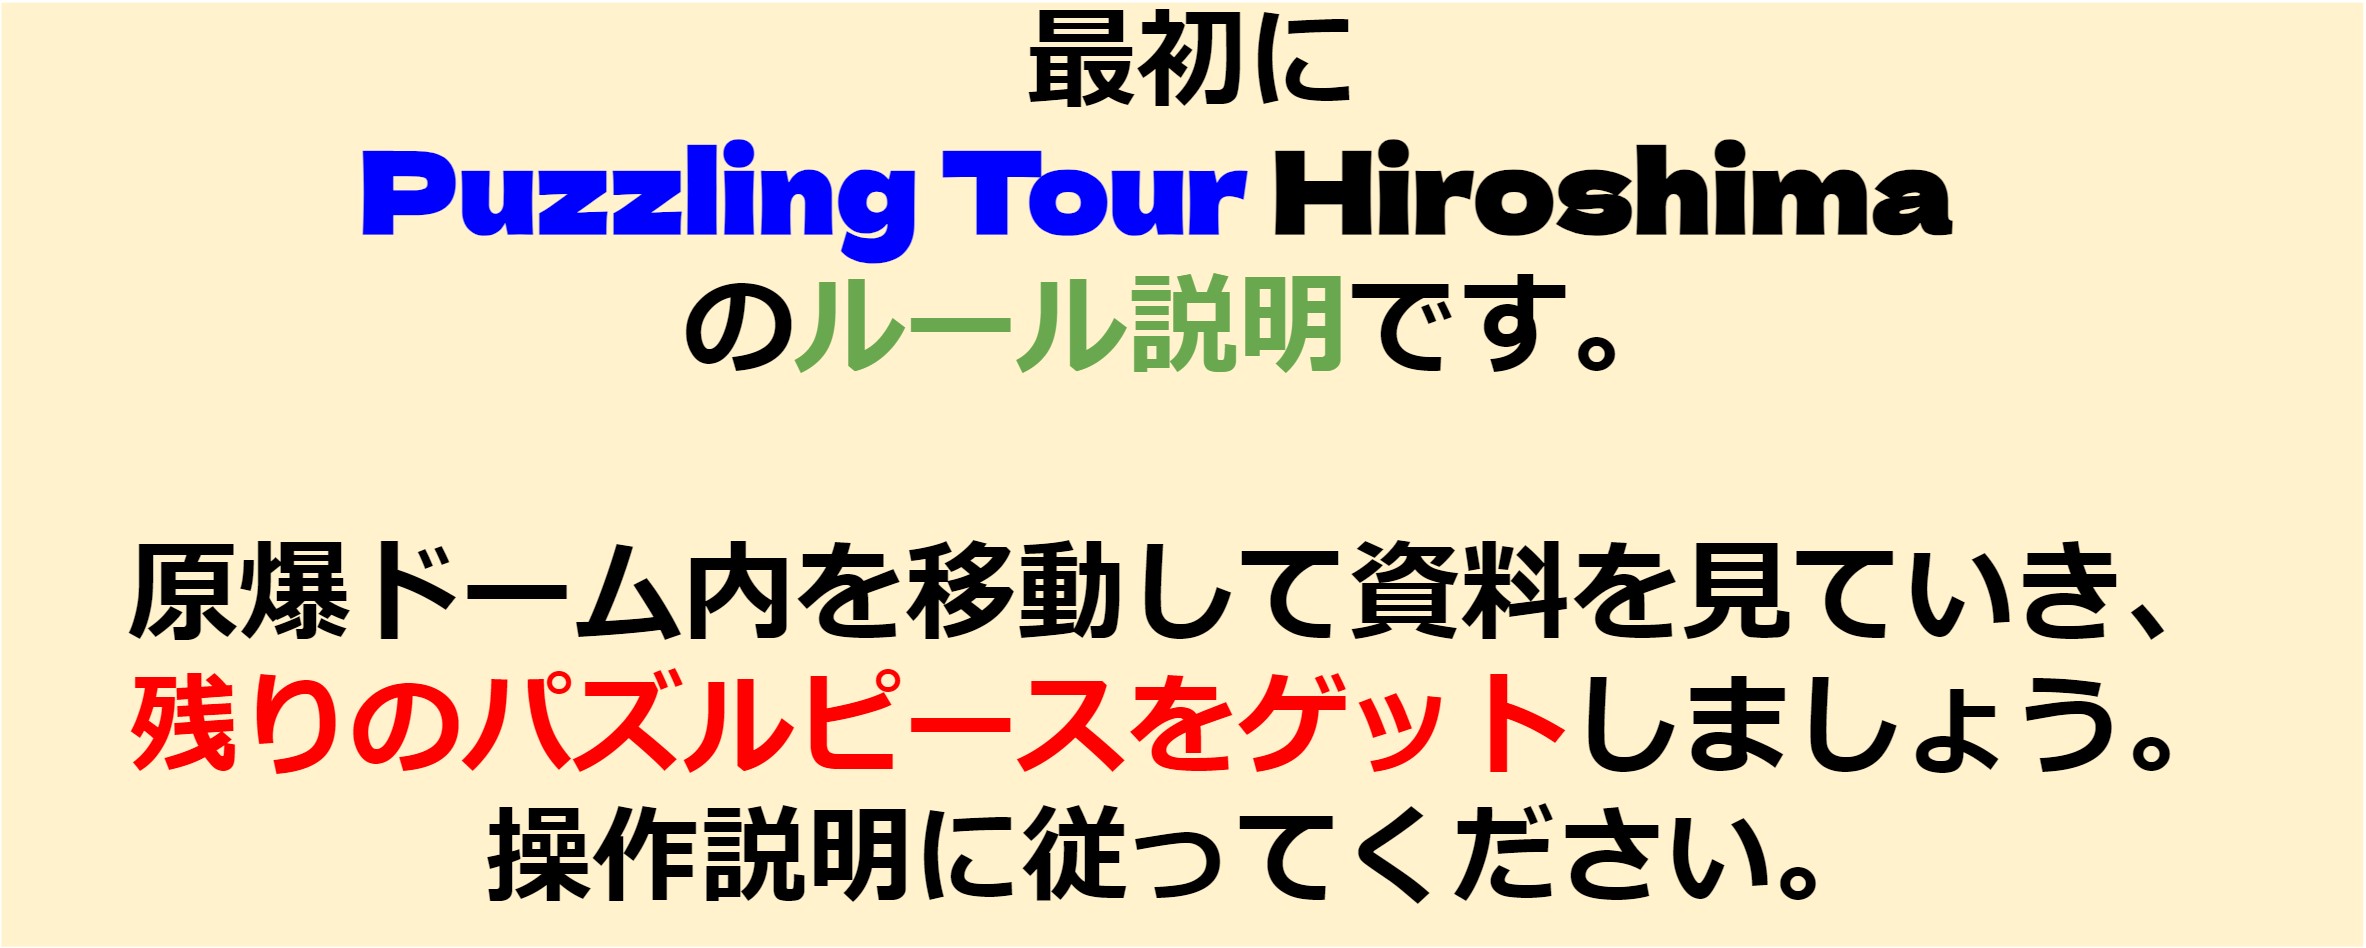 最初に
Puzzling Tour Hiroshima
のルール説明です。
原爆ドーム内を移動して資料を見ていき、
残りのパズルピースをゲットしましょう。
操作説明に従ってください。